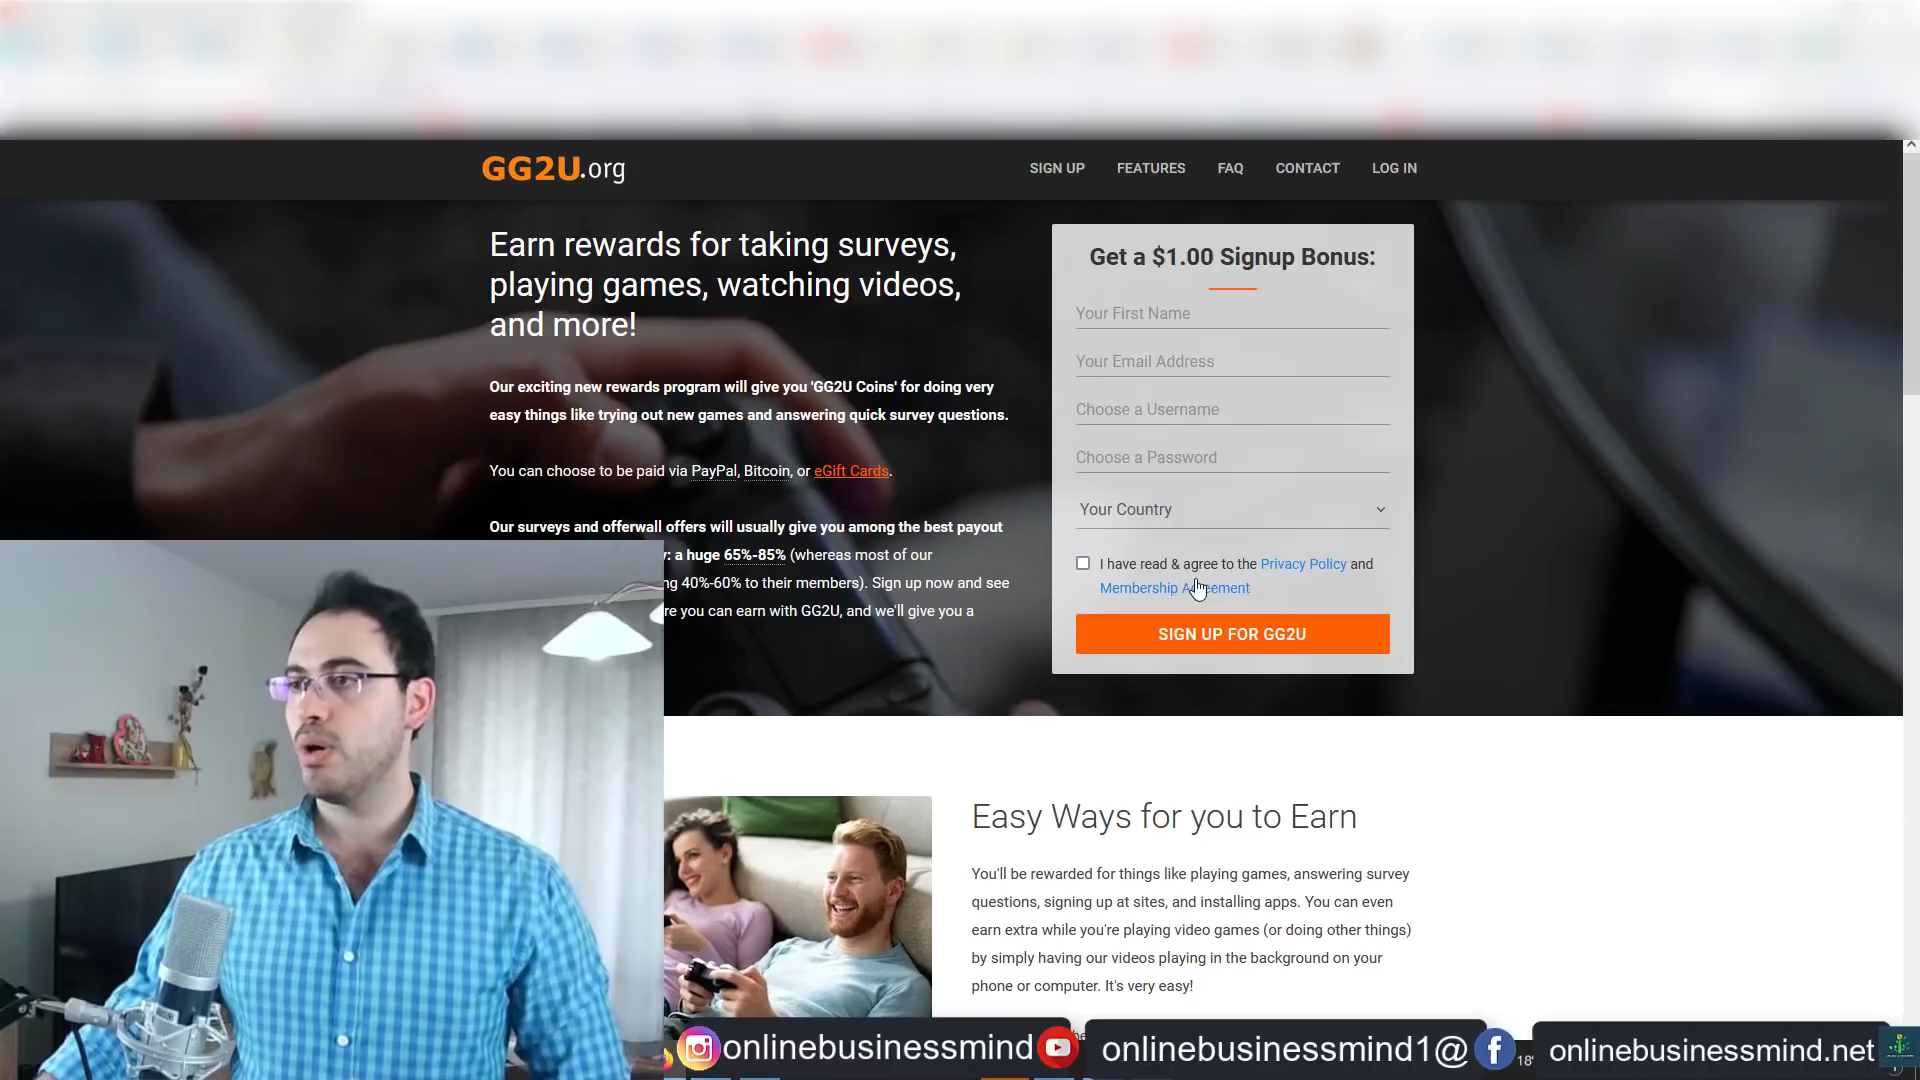 GG2U.org
SIGN UP FEATURES FAQ CONTACT LOG IN
Earn rewards for taking surveys,
playing games, watching videos,
and more!
Our exciting new rewards program will give you 'GG2U Coins' for doing very
easy things like trying out new games and answering quick survey questions.
You can choose to be paid via PayPal, Bitcoin, or eGift Cards.
Our surveys and offerwall offers will usually give you among the best payout
: a huge 65%-85% (whereas most of our
ng 40%-60% to their members). Sign up now and see
re you can earn with GG2U, and we'll give you a
Get a $1.00 Signup Bonus:
Your First Name
Your Email Address
Choose a Username
Choose a Password
Your Country
I have read & agree to the Privacy Policy and
Membership Agreement
SIGN UP FOR GG2U
Easy Ways for you to Earn
You'll be rewarded for things like playing games, answering survey
questions, signing up at sites, and installing apps. You can even
earn extra while you're playing video games (or doing other things)
by simply having our videos playing in the background on your
phone or computer. It's very easy!
onlinebusinessmind onlinebusinessmind1@ onlinebusinessmind.net